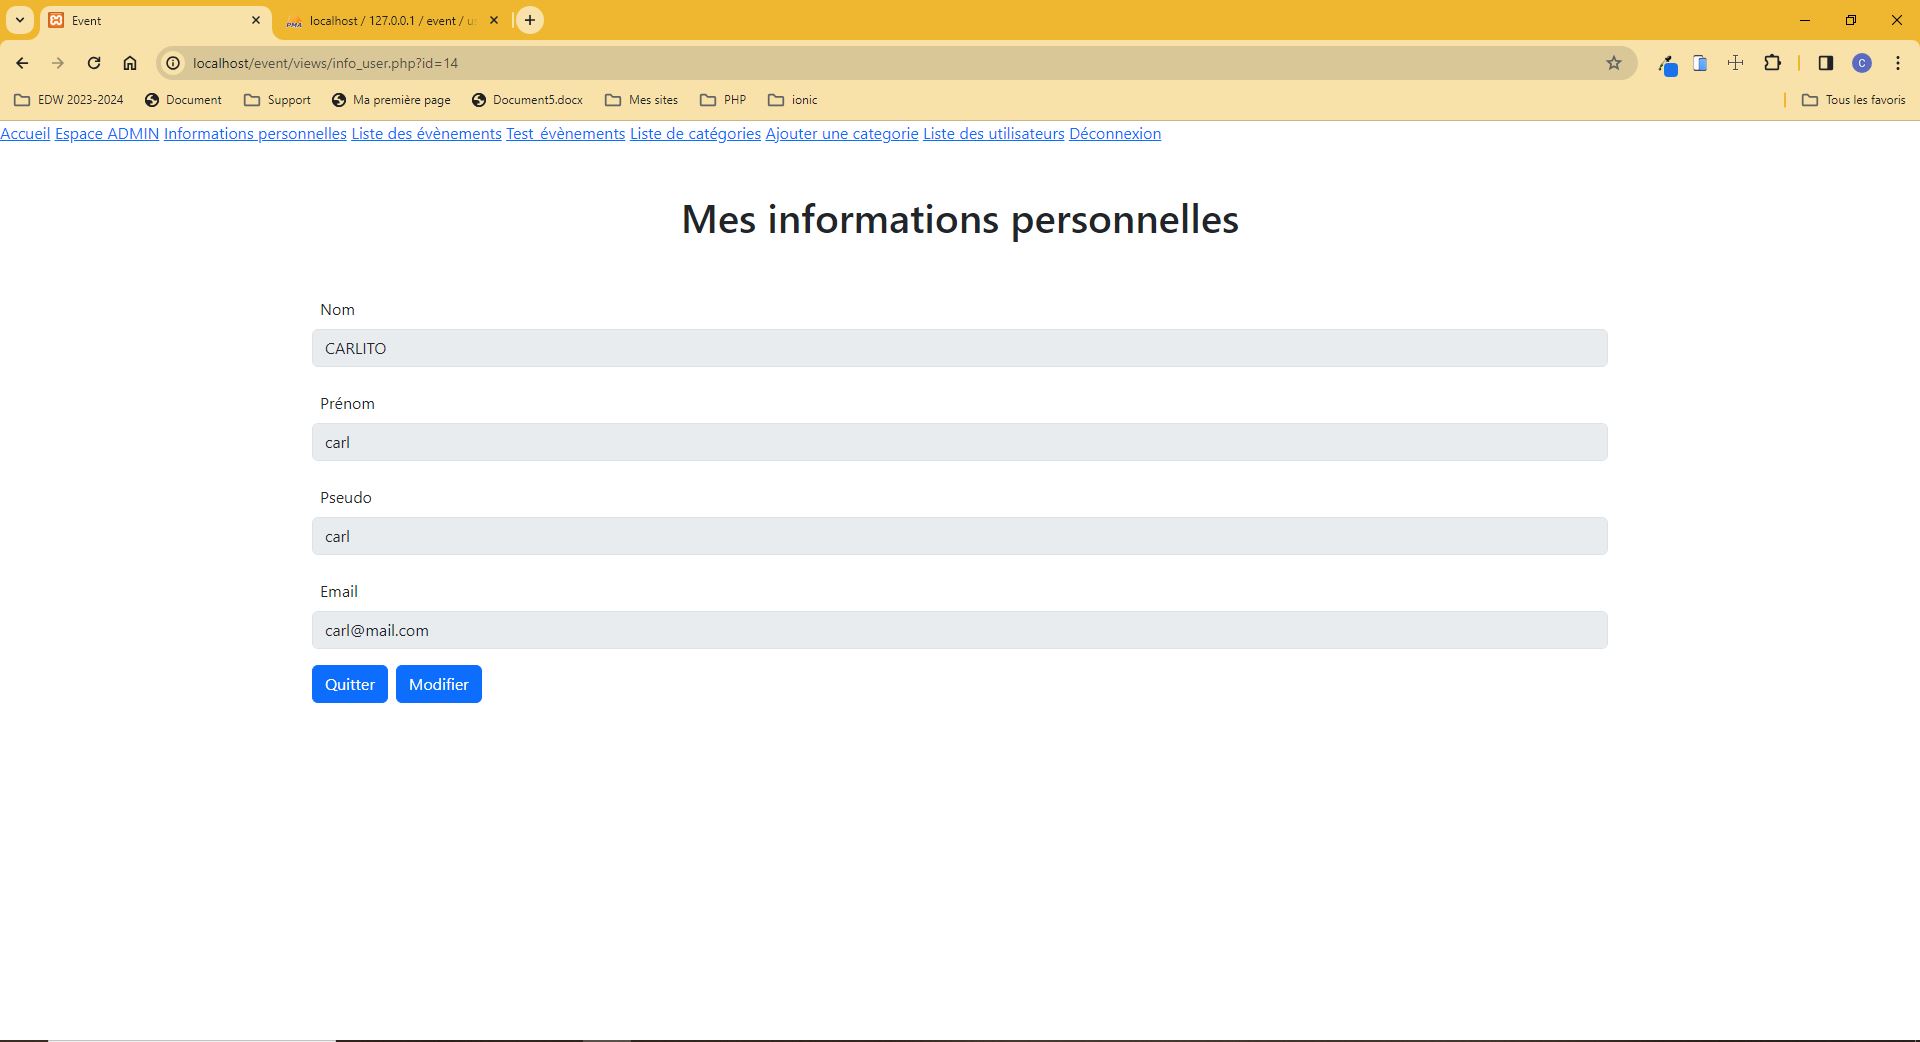 Event
localhost / 127.0.0.1 / event / u
localhost/event/views/info_user.php?id=14
C
EDW 2023-2024 Document Support Ma première page Document5.docx Mes sites PHP ionic Tous les favoris
Accueil Espace ADMIN Informations personnelles Liste des évènements Test_évènements Liste de catégories Ajouter une categorie Liste des utilisateurs Déconnexion
Mes informations personnelles
Nom
CARLITO
Prénom
carl
Pseudo
carl
Email
carl@mail.com
Quitter Modifier